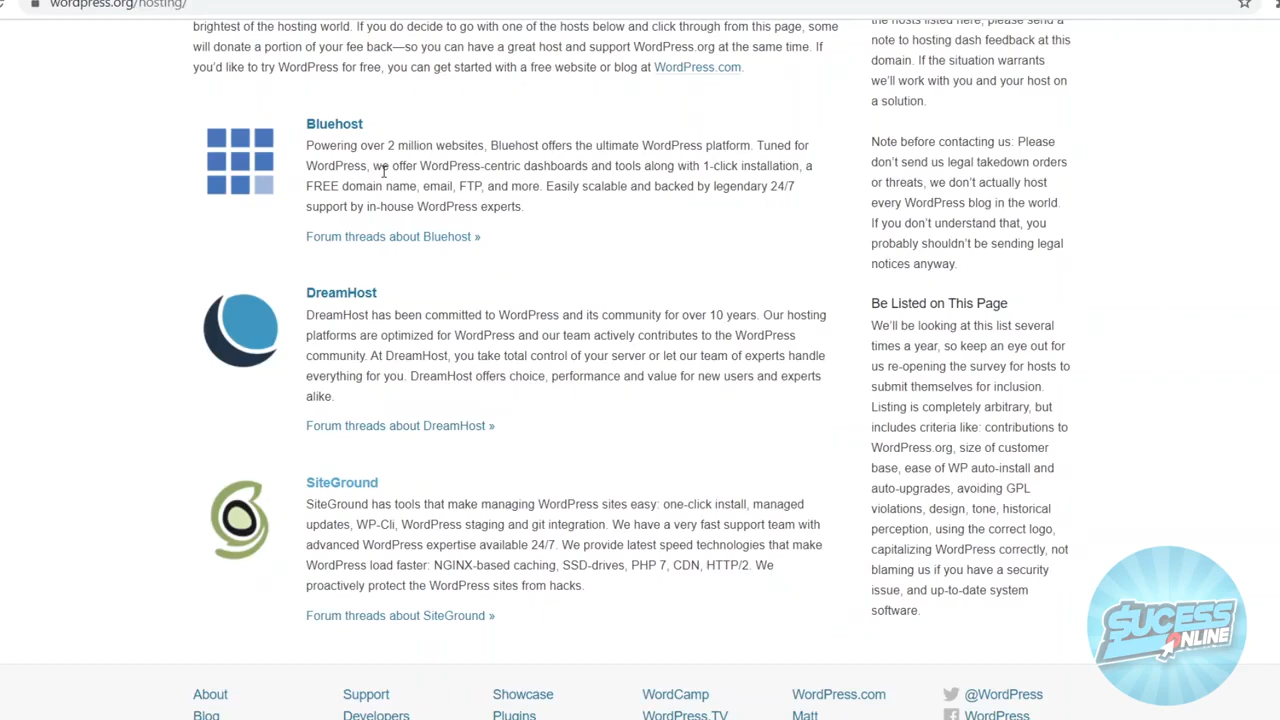 wordpress.org/hosting/
brightest of the hosting world. If you do decide to go with one of the hosts below and click through from this page, some
will donate a portion of your fee back—so you can have a great host and support WordPress.org at the same time. If
you'd like to try WordPress for free, you can get started with a free website or blog at WordPress.com.
Bluehost
Powering over 2 million websites, Bluehost offers the ultimate WordPress platform. Tuned for
WordPress, we offer WordPress-centric dashboards and tools along with 1-click installation, a
FREE domain name, email, FTP, and more. Easily scalable and backed by legendary 24/7
support by in-house WordPress experts.
Forum threads about Bluehost »
DreamHost
DreamHost has been committed to WordPress and its community for over 10 years. Our hosting
platforms are optimized for WordPress and our team actively contributes to the WordPress
community. At DreamHost, you take total control of your server or let our team of experts handle
everything for you. DreamHost offers choice, performance and value for new users and experts
alike.
Forum threads about DreamHost »
SiteGround
SiteGround has tools that make managing WordPress sites easy: one-click install, managed
updates, WP-Cli, WordPress staging and git integration. We have a very fast support team with
advanced WordPress expertise available 24/7. We provide latest speed technologies that make
WordPress load faster: NGINX-based caching, SSD-drives, PHP 7, CDN, HTTP/2. We
proactively protect the WordPress sites from hacks.
Forum threads about SiteGround »
the hosts listed here, please send a
note to hosting dash feedback at this
domain. If the situation warrants
we'll work with you and your host on
a solution.
Note before contacting us: Please
don't send us legal takedown orders
or threats, we don't actually host
every WordPress blog in the world.
If you don't understand that, you
probably shouldn't be sending legal
notices anyway.
Be Listed on This Page
We'll be looking at this list several
times a year, so keep an eye out for
us re-opening the survey for hosts to
submit themselves for inclusion.
Listing is completely arbitrary, but
includes criteria like: contributions to
WordPress.org, size of customer
base, ease of WP auto-install and
auto-upgrades, avoiding GPL
violations, design, tone, historical
perception, using the correct logo,
capitalizing WordPress correctly, not
blaming us if you have a security
issue, and up-to-date system
software.
$UCESS
ONLINE
About Support Showcase WordCamp WordPress.com @WordPress
Blog Developers Plugins WordPress.TV Matt WordPress